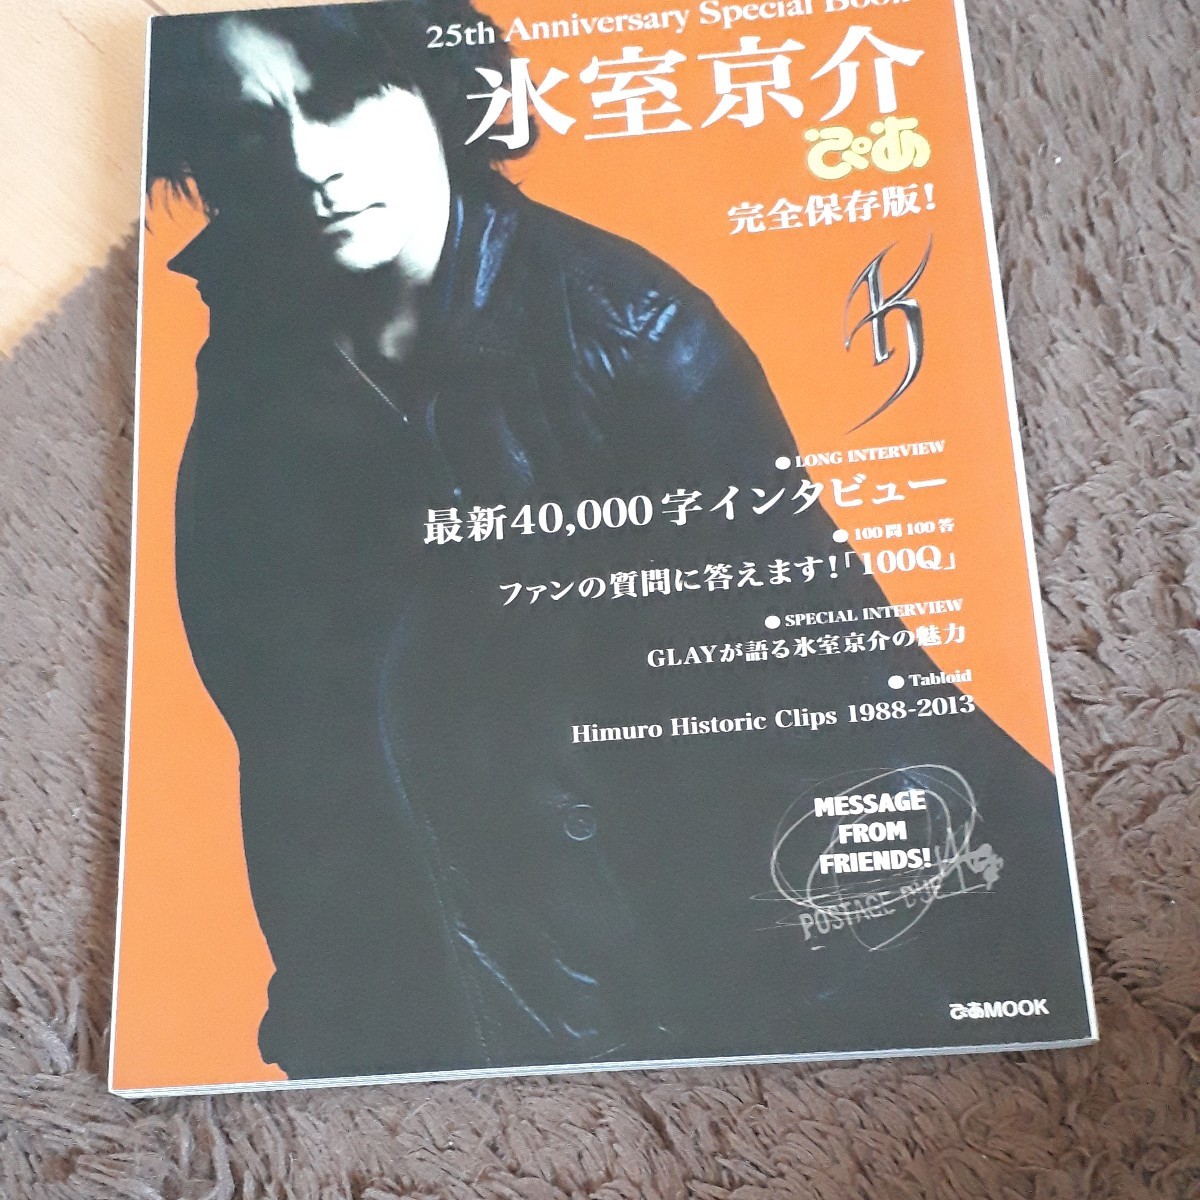 25th Anniversary Special Book
氷室京介
ぴあ
完全保存版!
●LONG INTERVIEW
最新40,000字インタビュー
●100問100答
ファンの質問に答えます!「100Q」
●SPECIAL INTERVIEW
GLAYが語る氷室京介の魅力
●Tabloid
Himuro Historic Clips 1988-2013
MESSAGE
FROM
FRIENDS!
POSTAGE DUE
ぴあMOOK